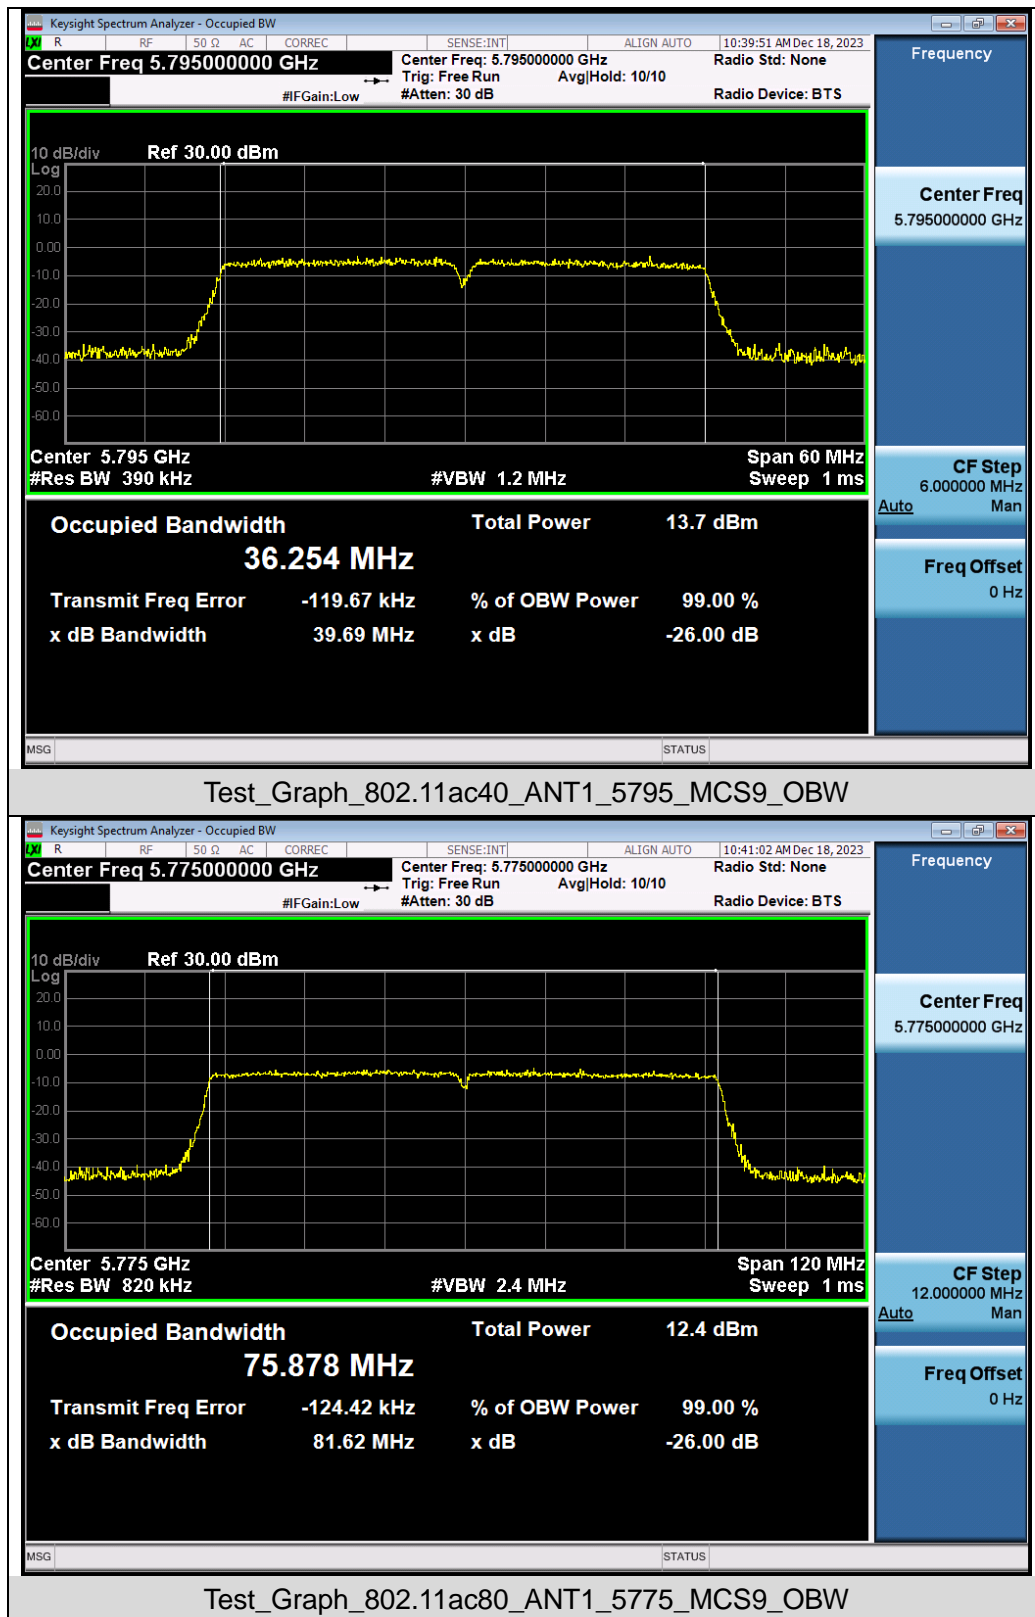 Keysight Spectrum Analyzer - Occupied BW
LXI R RF 50 Ω AC CORREC SENSE:INT ALIGN AUTO 10:39:51 AM Dec 18, 2023
Center Freq 5.795000000 GHz
Center Freq: 5.795000000 GHz
Radio Std: None
Trig: Free Run Avg|Hold: 10/10
#IFGain:Low #Atten: 30 dB Radio Device: BTS
Frequency
10 dB/div Ref 30.00 dBm
Log
20.0
10.0
0.00
-10.0
-20.0
-30.0
-40.0
-50.0
-60.0
Center 5.795 GHz Span 60 MHz
#Res BW 390 kHz #VBW 1.2 MHz Sweep 1 ms
Center Freq
5.795000000 GHz
CF Step
6.000000 MHz
Auto Man
Freq Offset
0 Hz
Occupied Bandwidth Total Power 13.7 dBm
36.254 MHz
Transmit Freq Error -119.67 kHz % of OBW Power 99.00 %
x dB Bandwidth 39.69 MHz x dB -26.00 dB
MSG STATUS
Test_Graph_802.11ac40_ANT1_5795_MCS9_OBW
Keysight Spectrum Analyzer - Occupied BW
LXI R RF 50 Ω AC CORREC SENSE:INT ALIGN AUTO 10:41:02 AM Dec 18, 2023
Center Freq 5.775000000 GHz
Center Freq: 5.775000000 GHz
Radio Std: None
Trig: Free Run Avg|Hold: 10/10
#IFGain:Low #Atten: 30 dB Radio Device: BTS
Frequency
10 dB/div Ref 30.00 dBm
Log
20.0
10.0
0.00
-10.0
-20.0
-30.0
-40.0
-50.0
-60.0
Center 5.775 GHz Span 120 MHz
#Res BW 820 kHz #VBW 2.4 MHz Sweep 1 ms
Center Freq
5.775000000 GHz
CF Step
12.000000 MHz
Auto Man
Freq Offset
0 Hz
Occupied Bandwidth Total Power 12.4 dBm
75.878 MHz
Transmit Freq Error -124.42 kHz % of OBW Power 99.00 %
x dB Bandwidth 81.62 MHz x dB -26.00 dB
MSG STATUS
Test_Graph_802.11ac80_ANT1_5775_MCS9_OBW